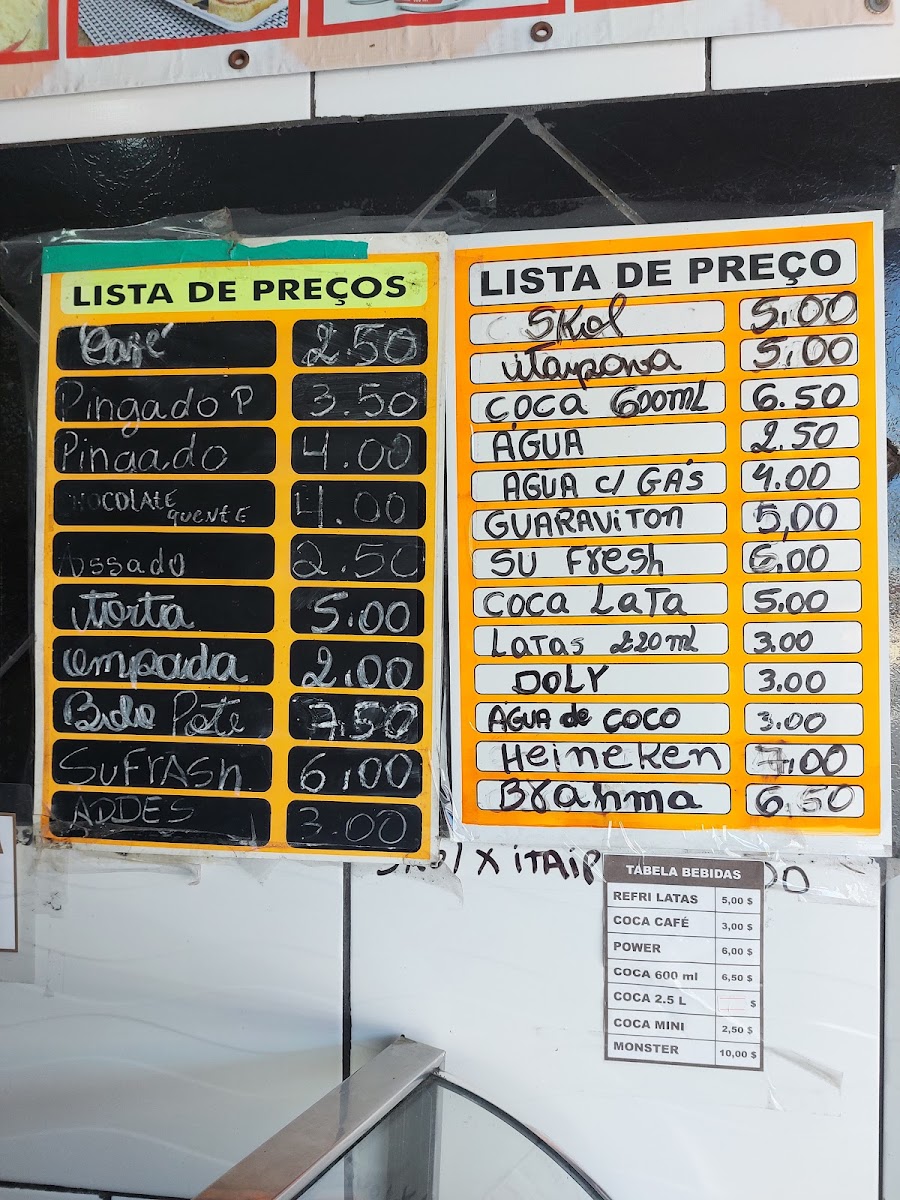 LISTA DE PREÇOS
Café 2.50
Pingado P 3.50
Pingado 4.00
CHOCOLATE QUENTE 4.00
Assado 2.50
Torta 5.00
empada 2.00
Bolo Pote 7,50
SUFrASh 6,00
ADDES 3.00
LISTA DE PREÇO
SKol 5.00
itaipava 5,00
COCA 600mL 6.50
ÁGUA 2.50
AGUA C/ GÁS 4.00
GUARAViTON 5,00
SU Fresh 6,00
COCA LATA 5.00
LATAS 220ml 3.00
DOLY 3.00
AGUA de COCO 3.00
HeiNeKen 7,00
Brahma 6,50
X iTAiP
TABELA BEBIDAS
REFRI LATAS 5,00 $
COCA CAFÉ 3,00 $
POWER 6,00 $
COCA 600 ml 6,50 $
COCA 2.5 L $
COCA MINI 2,50 $
MONSTER 10,00 $